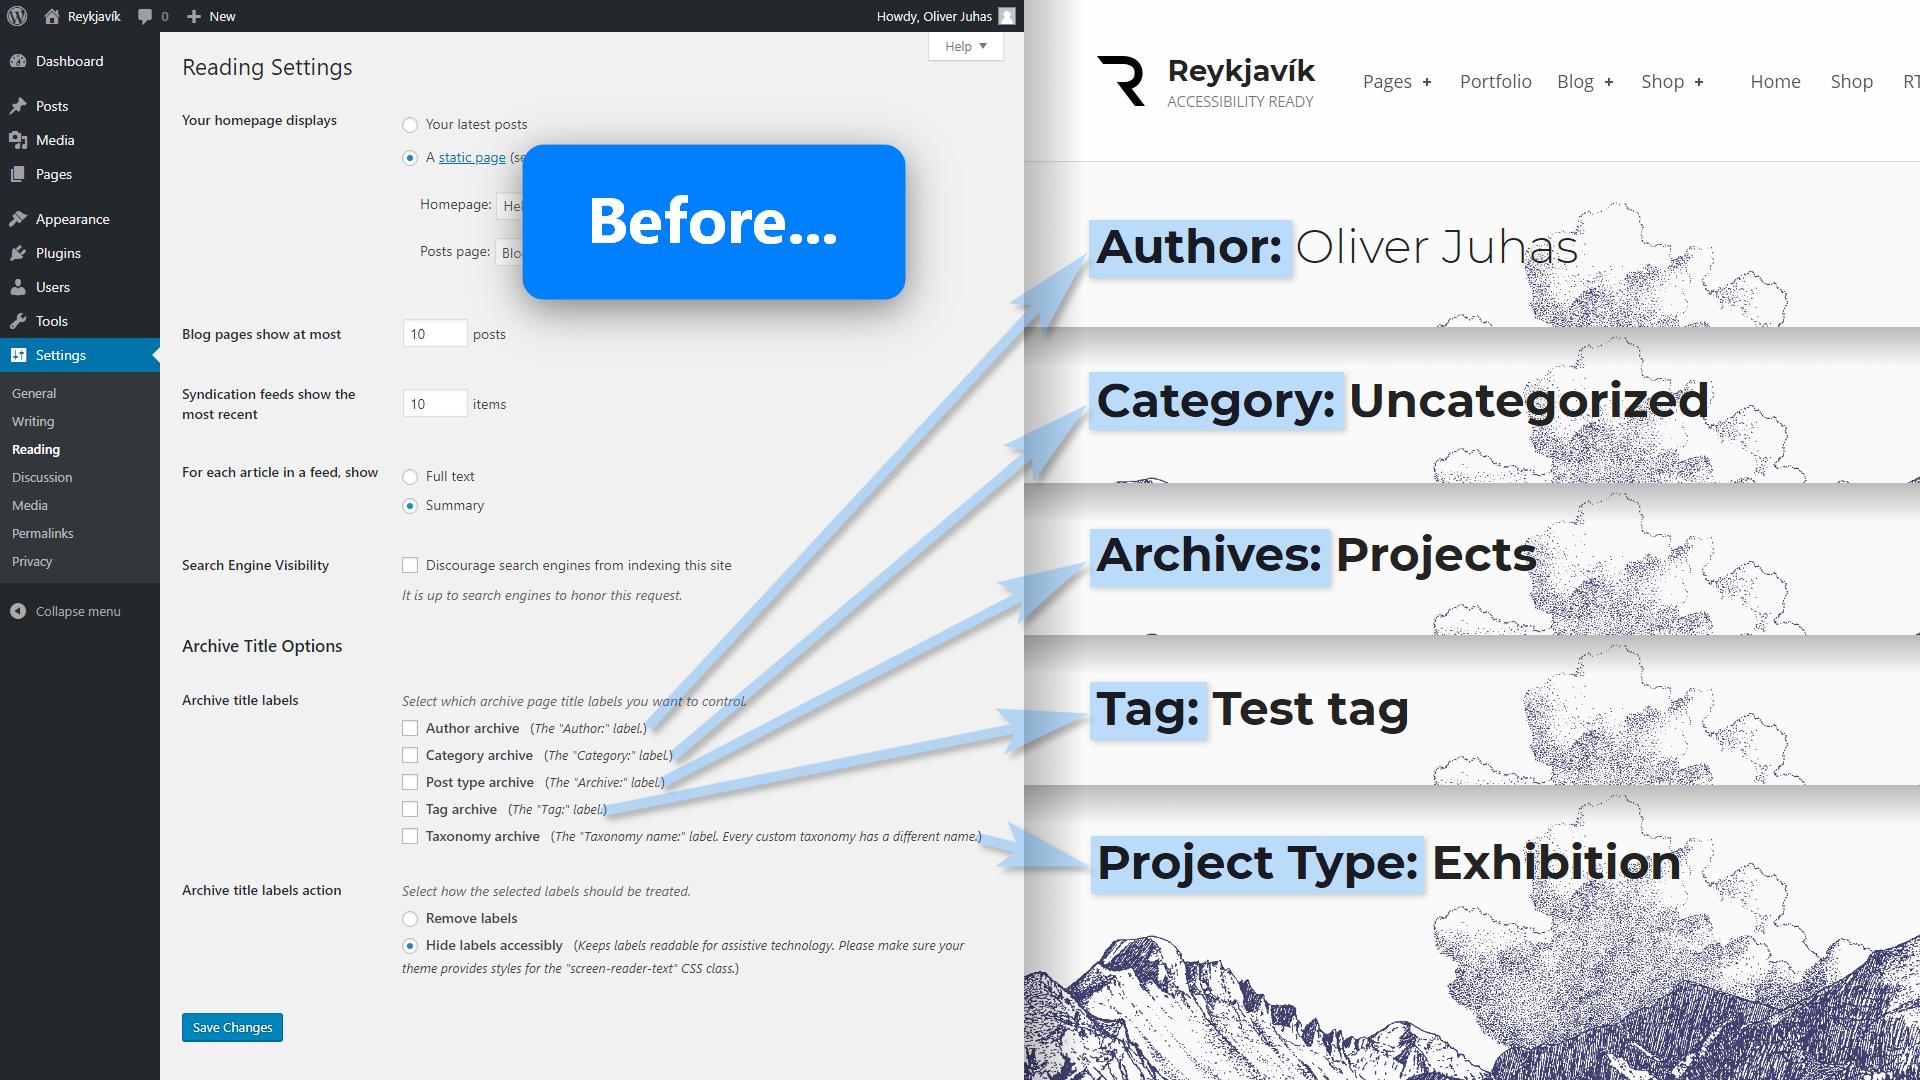 Reykjavík 0 New Howdy, Oliver Juhas
Help
Dashboard
Posts
Media
Pages
Appearance
Plugins
Users
Tools
Settings
General
Writing
Reading
Discussion
Media
Permalinks
Privacy
Collapse menu
Reading Settings
Your homepage displays
Your latest posts
A static page
Homepage:
Posts page:
Before...
Blog pages show at most 10 posts
Syndication feeds show the
most recent
10 items
For each article in a feed, show
Full text
Summary
Search Engine Visibility
Discourage search engines from indexing this site
It is up to search engines to honor this request.
Archive Title Options
Archive title labels
Select which archive page title labels you want to control.
Author archive (The "Author:" label.)
Category archive (The "Category:" label.)
Post type archive (The "Archive:" label.)
Tag archive (The "Tag:" label.)
Taxonomy archive (The "Taxonomy name:" label. Every custom taxonomy has a different name.)
Archive title labels action
Select how the selected labels should be treated.
Remove labels
Hide labels accessibly (Keeps labels readable for assistive technology. Please make sure your
theme provides styles for the "screen-reader-text" CSS class.)
Save Changes
Reykjavík
ACCESSIBILITY READY
Pages + Portfolio Blog + Shop + Home Shop
Author: Oliver Juhas
Category: Uncategorized
Archives: Projects
Tag: Test tag
Project Type: Exhibition